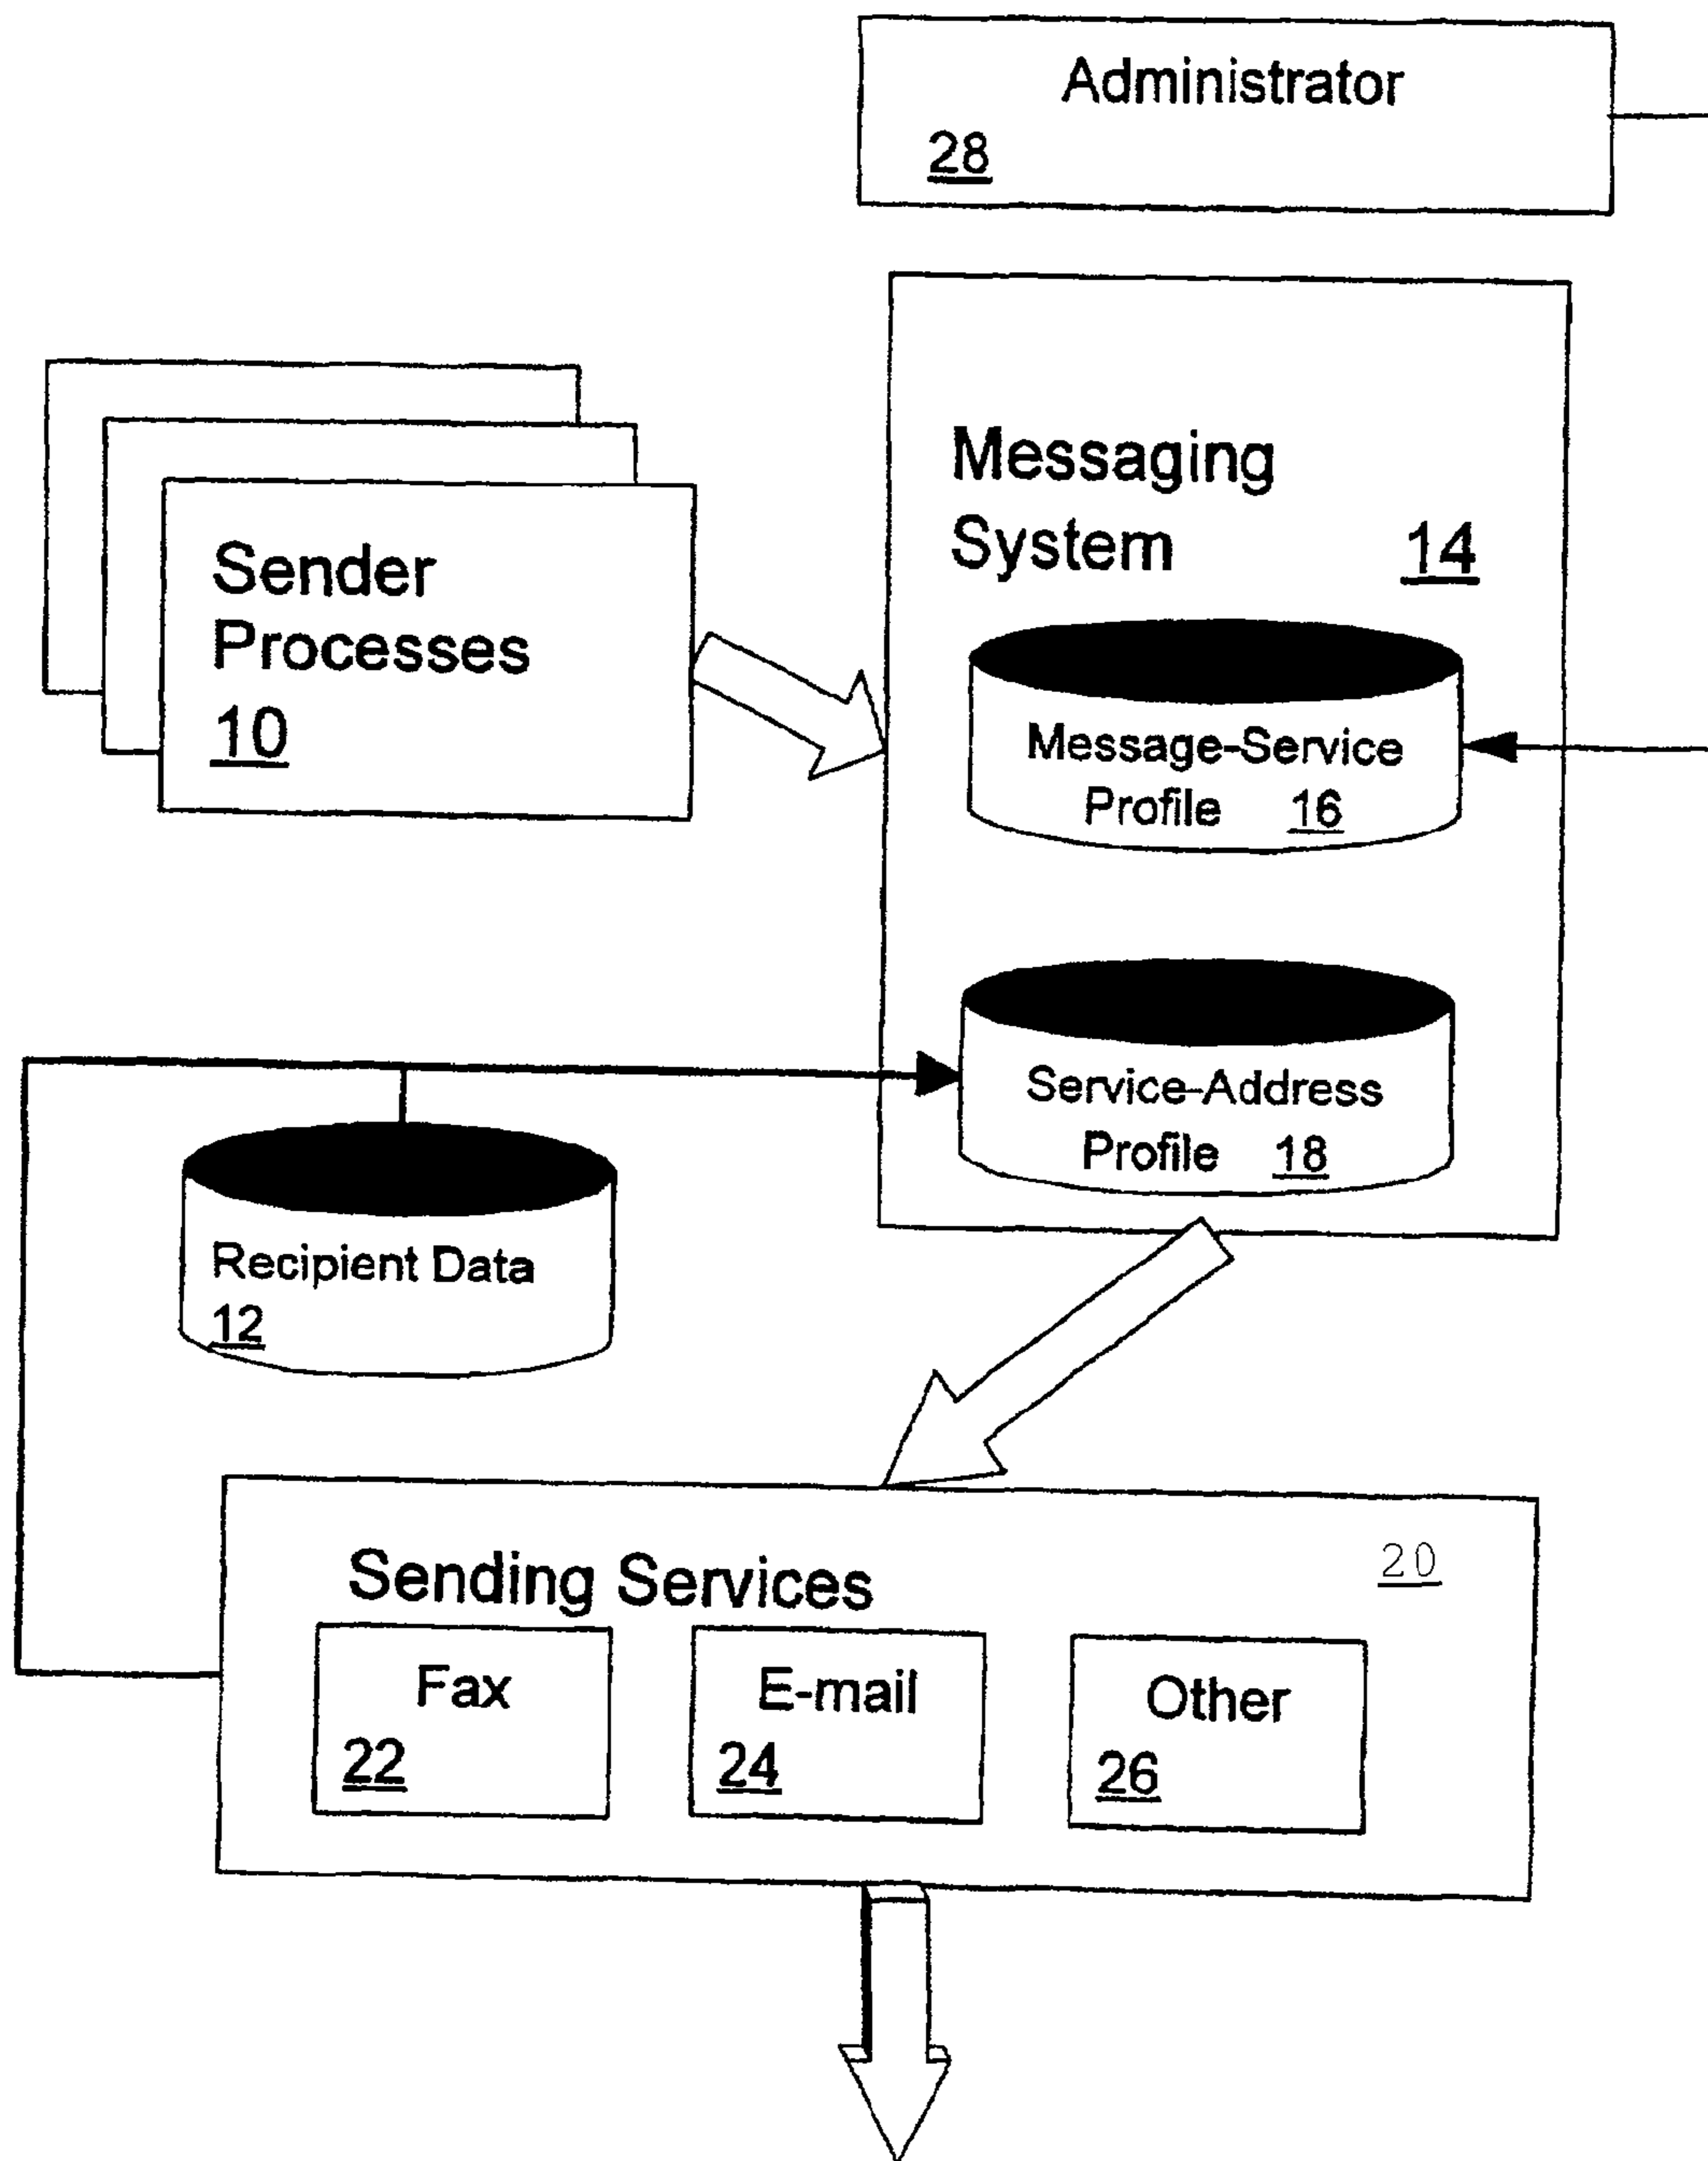 Administrator
28
Messaging
System 14
Sender
Processes
10
Message-Service
Profile 16
Service-Address
Profile 18
Recipient Data
12
Sending Services 20
Fax
22
E-mail
24
Other
26